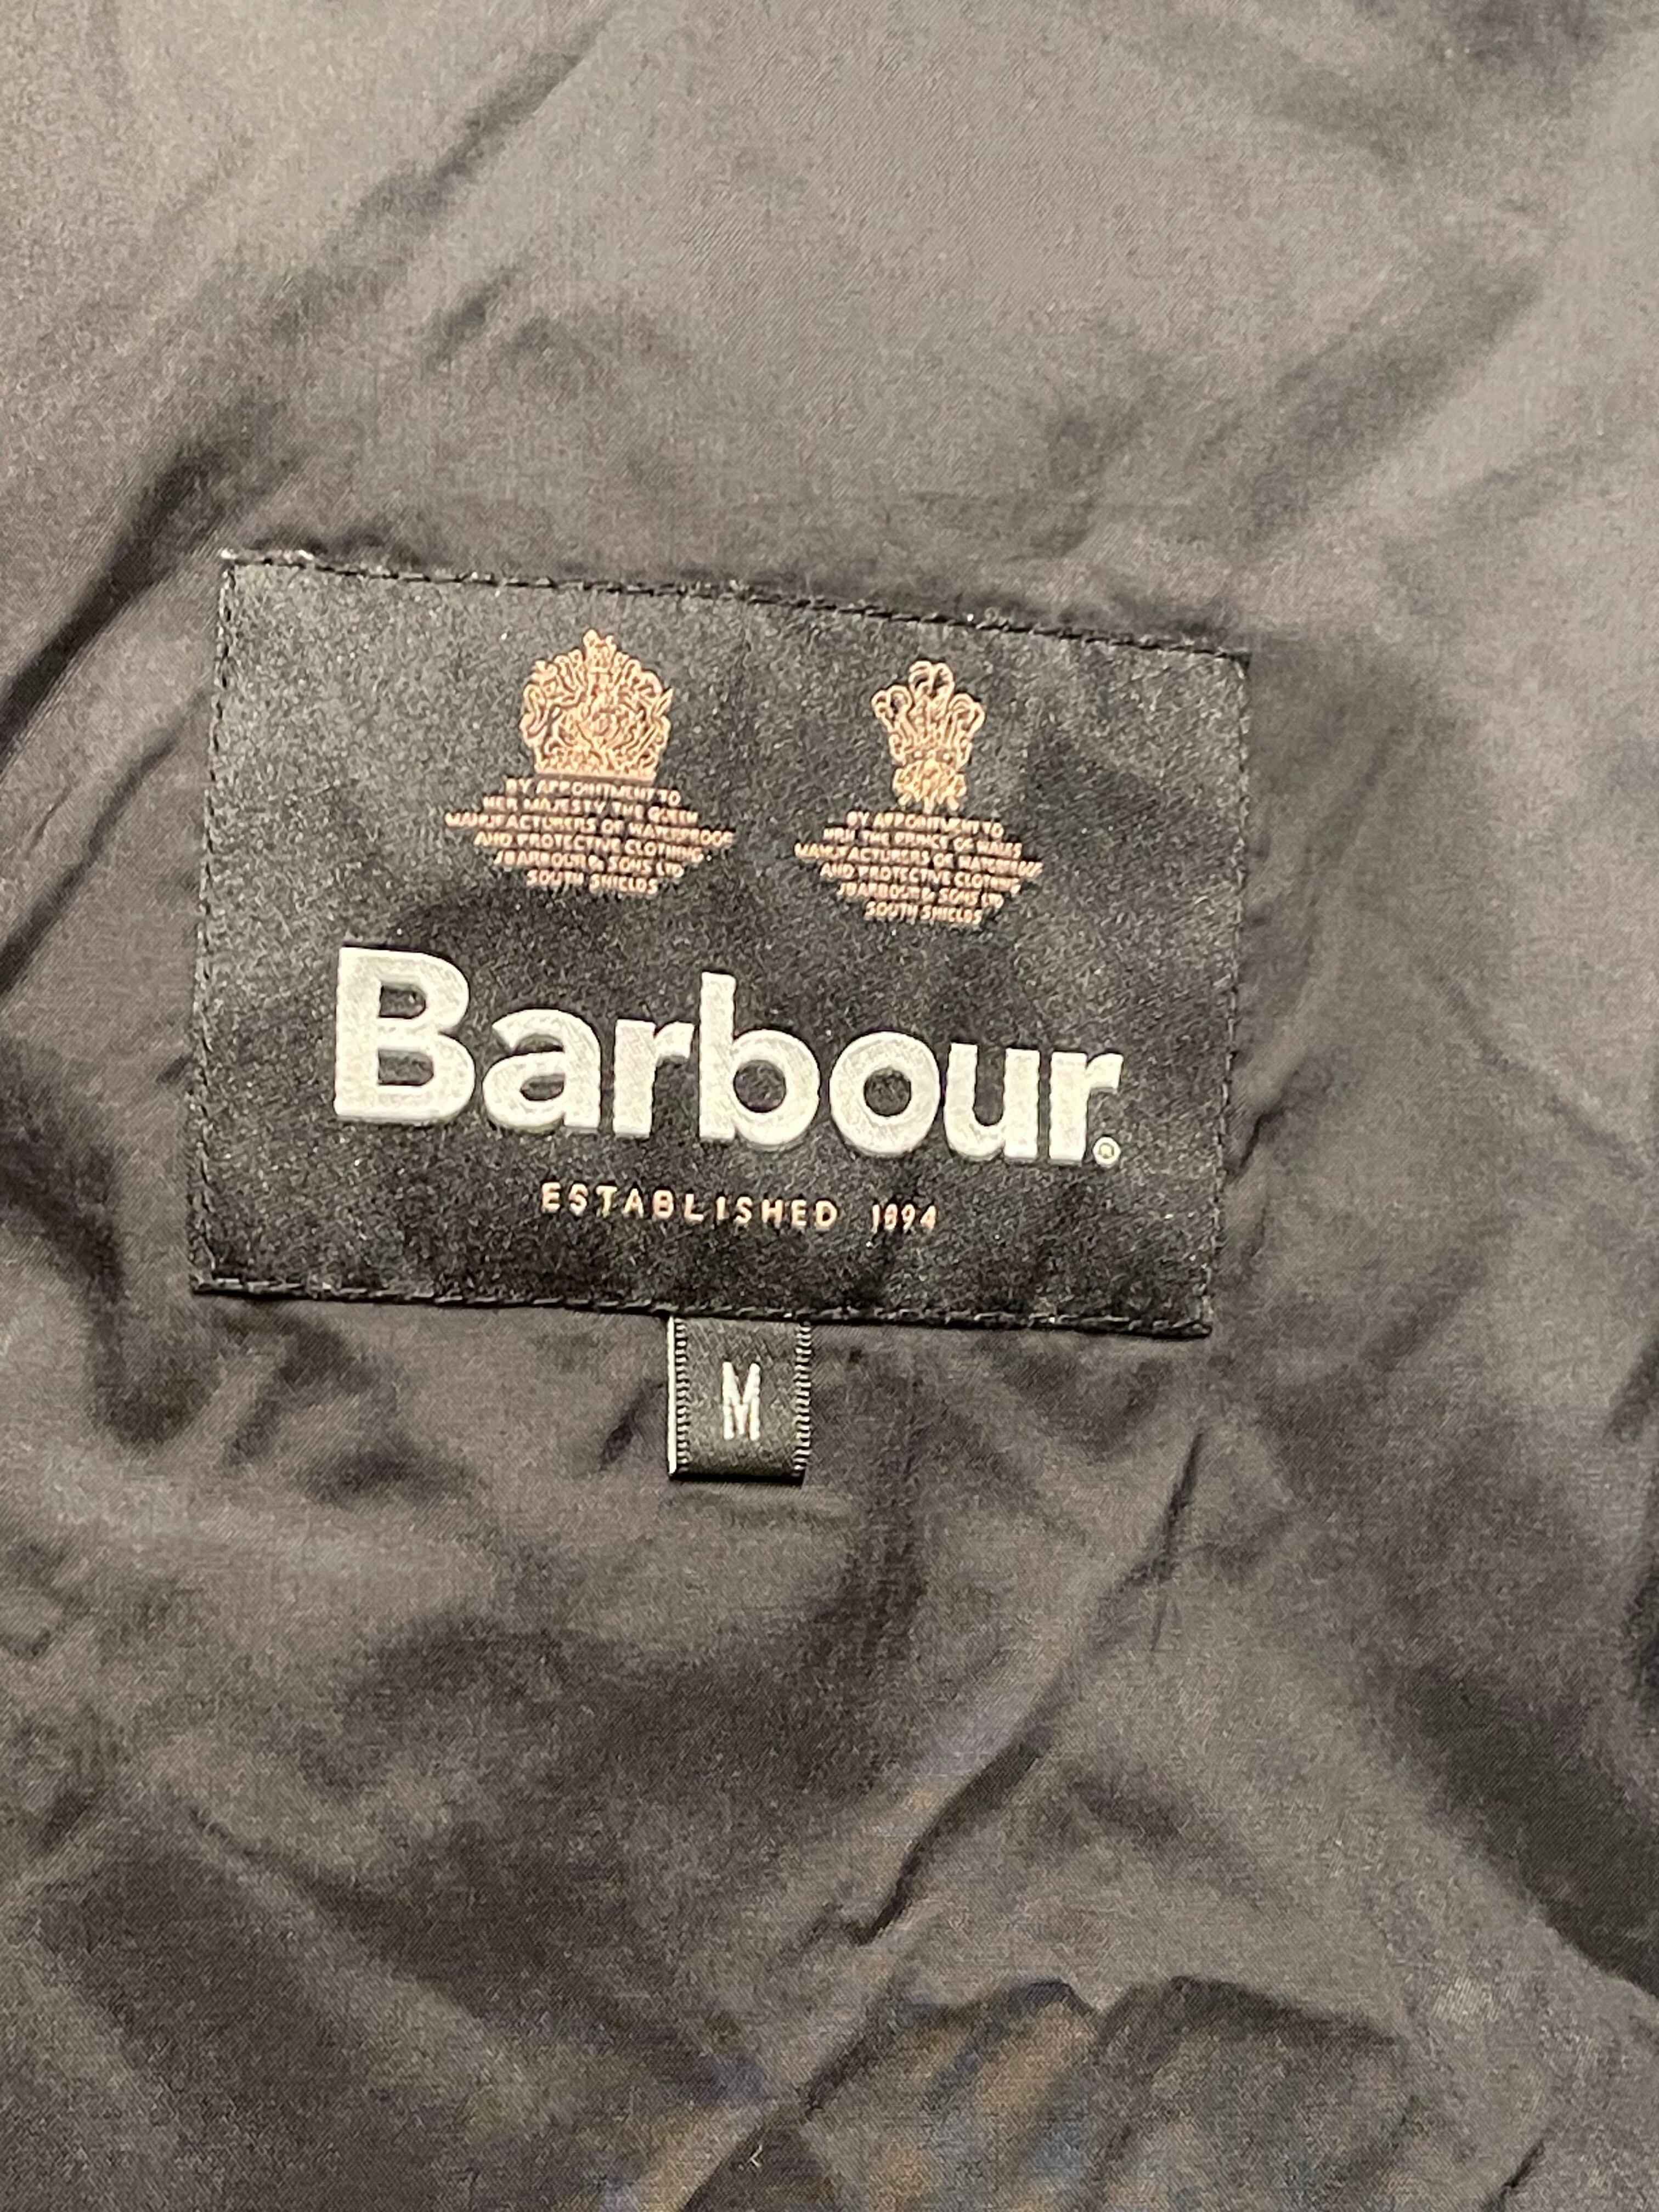 BY APPOINTMENT TO
HER MAJESTY THE QUEEN
MANUFACTURERS OF WATERPROOF
AND PROTECTIVE CLOTHING
J BARBOUR & SONS LTD
SOUTH SHIELDS
BY APPOINTMENT TO
HRH THE PRINCE OF WALES
MANUFACTURERS OF WATERPROOF
AND PROTECTIVE CLOTHING
J BARBOUR & SONS LTD
SOUTH SHIELDS
Barbour®
ESTABLISHED 1894
M